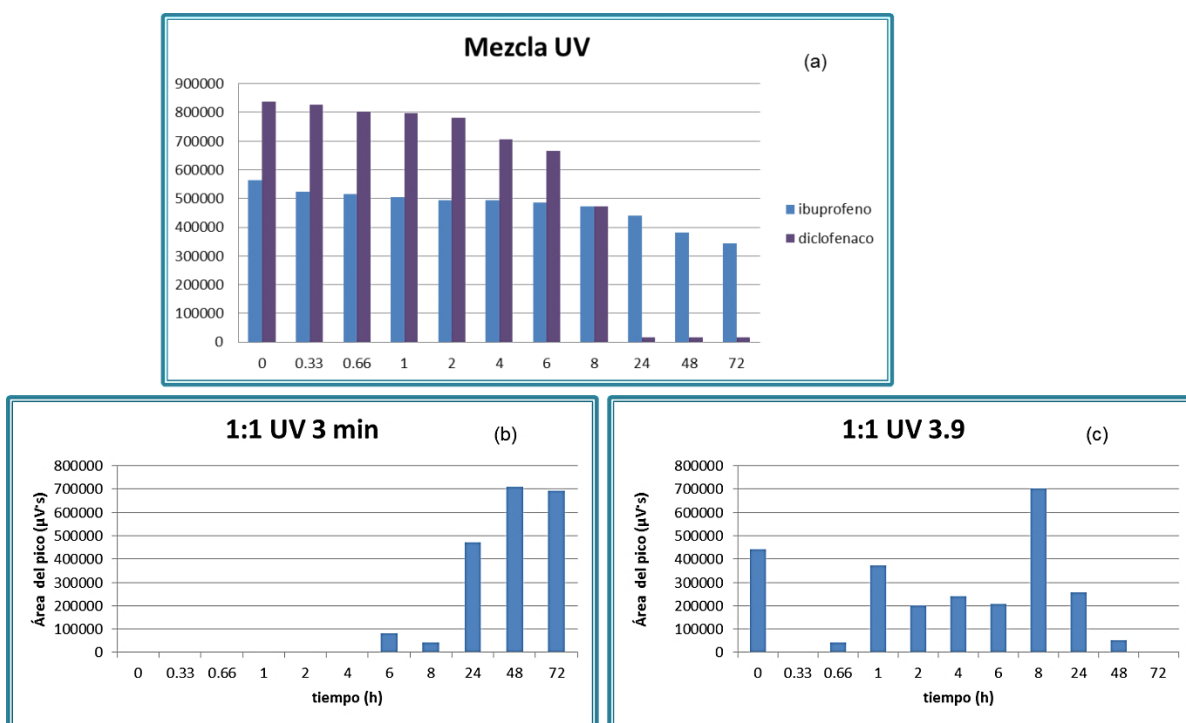 Mezcla UV
(a)
900000
800000
700000
600000
500000
400000
300000
200000
100000
0
0 0.33 0.66 1 2 4 6 8 24 48 72
ibuprofeno
diclofenaco
1:1 UV 3 min
(b)
Área del pico (µV*s)
800000
700000
600000
500000
400000
300000
200000
100000
0
0 0.33 0.66 1 2 4 6 8 24 48 72
tiempo (h)
1:1 UV 3.9
(c)
Área del pico (µV*s)
800000
700000
600000
500000
400000
300000
200000
100000
0
0 0.33 0.66 1 2 4 6 8 24 48 72
tiempo (h)